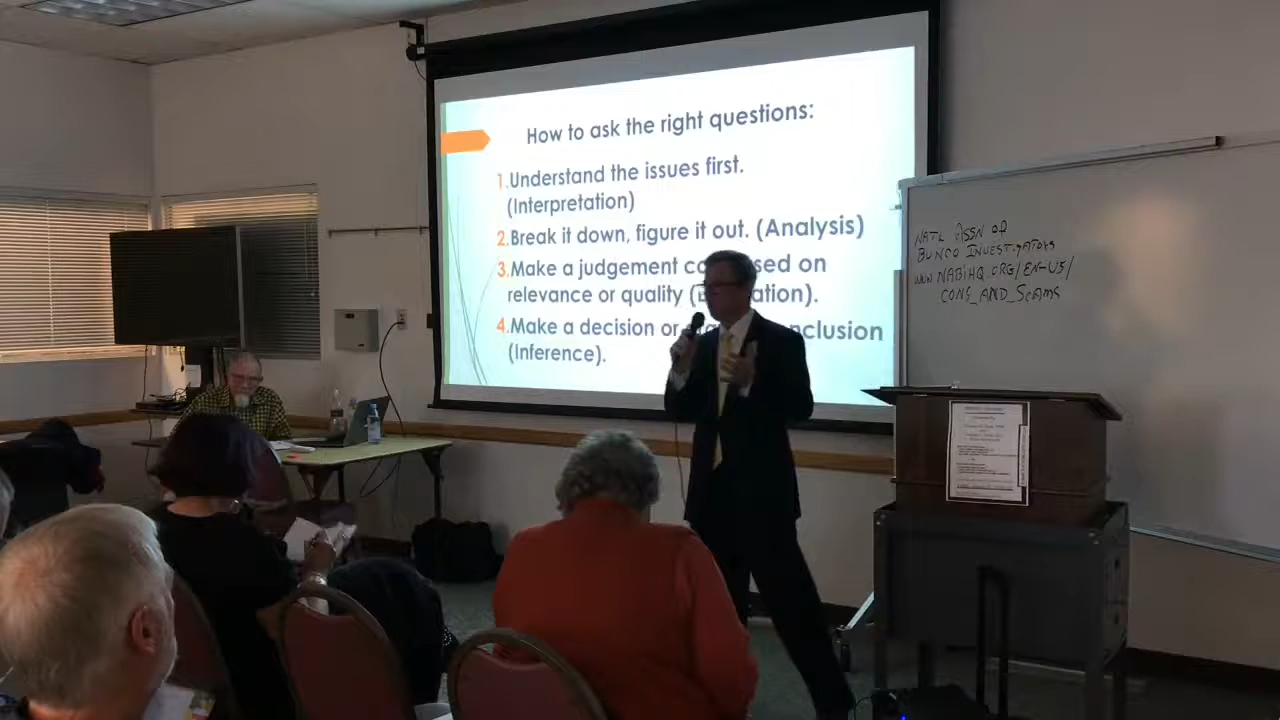 How to ask the right questions:
1.Understand the issues first.
(Interpretation)
2.Break it down, figure it out. (Analysis)
3.Make a judgement on
relevance or quality
4.Make a decision or
(Inference).
NATL ASSN OF
BUNCO INVESTIGATORS
WWW NABIHQ.ORG/EN-US/
CONS_AND_SCAMS